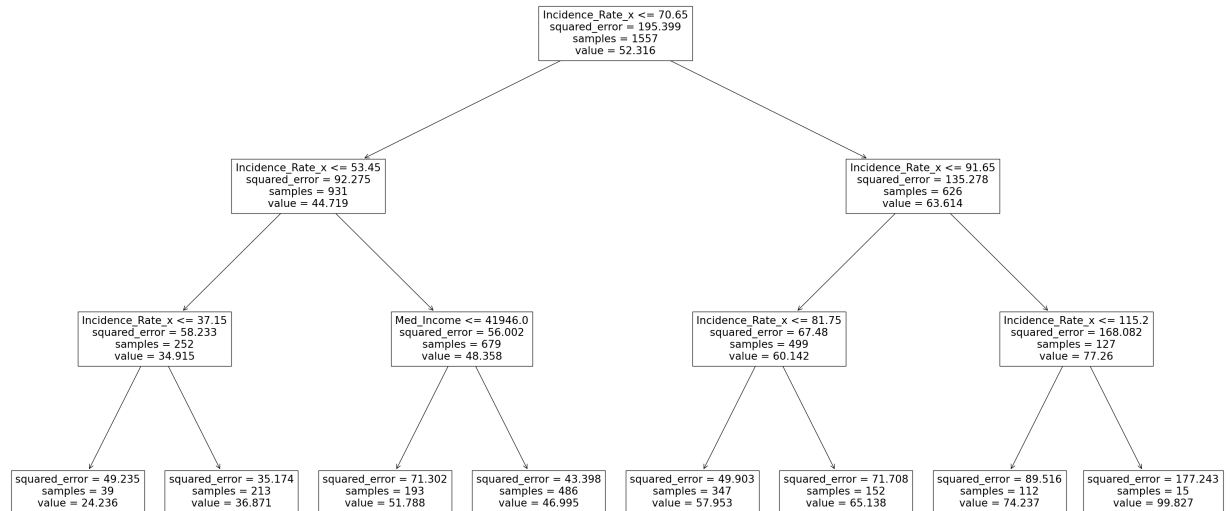 Incidence_Rate_x <= 70.65
squared_error = 195.399
samples = 1557
value = 52.316
Incidence_Rate_x <= 53.45
squared_error = 92.275
samples = 931
value = 44.719
Incidence_Rate_x <= 91.65
squared_error = 135.278
samples = 626
value = 63.614
Incidence_Rate_x <= 37.15
squared_error = 58.233
samples = 252
value = 34.915
Med_Income <= 41946.0
squared_error = 56.002
samples = 679
value = 48.358
Incidence_Rate_x <= 81.75
squared_error = 67.48
samples = 499
value = 60.142
Incidence_Rate_x <= 115.2
squared_error = 168.082
samples = 127
value = 77.26
squared_error = 49.235
samples = 39
value = 24.236
squared_error = 35.174
samples = 213
value = 36.871
squared_error = 71.302
samples = 193
value = 51.788
squared_error = 43.398
samples = 486
value = 46.995
squared_error = 49.903
samples = 347
value = 57.953
squared_error = 71.708
samples = 152
value = 65.138
squared_error = 89.516
samples = 112
value = 74.237
squared_error = 177.243
samples = 15
value = 99.827